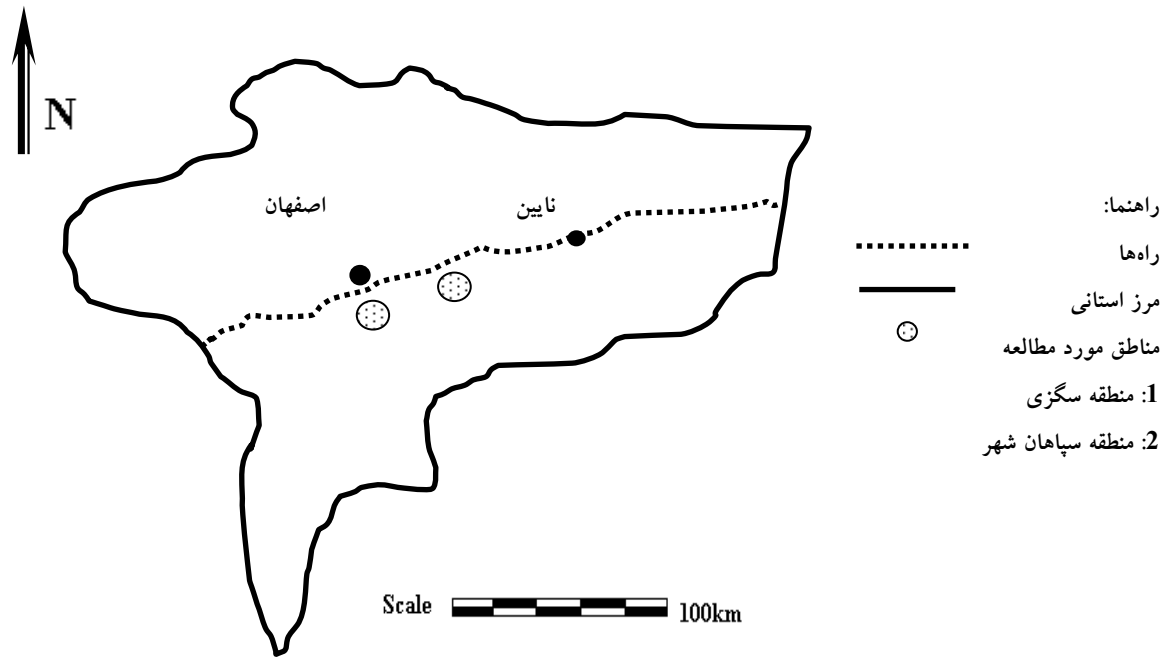 N
اصفهان
نایین
راهنما:
راه‌ها
مرز استانی
مناطق مورد مطالعه
1: منطقه سگزی
2: منطقه سپاهان شهر
Scale 100km